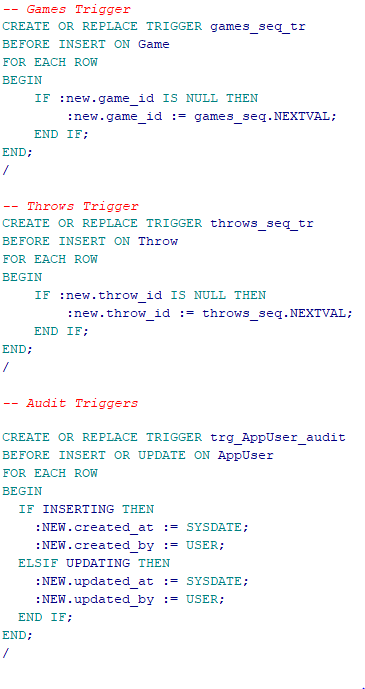 -- Games Trigger
CREATE OR REPLACE TRIGGER games_seq_tr
BEFORE INSERT ON Game
FOR EACH ROW
BEGIN
    IF :new.game_id IS NULL THEN
        :new.game_id := games_seq.NEXTVAL;
    END IF;
END;
/

-- Throws Trigger
CREATE OR REPLACE TRIGGER throws_seq_tr
BEFORE INSERT ON Throw
FOR EACH ROW
BEGIN
    IF :new.throw_id IS NULL THEN
        :new.throw_id := throws_seq.NEXTVAL;
    END IF;
END;
/

-- Audit Triggers

CREATE OR REPLACE TRIGGER trg_AppUser_audit
BEFORE INSERT OR UPDATE ON AppUser
FOR EACH ROW
BEGIN
  IF INSERTING THEN
    :NEW.created_at := SYSDATE;
    :NEW.created_by := USER;
  ELSIF UPDATING THEN
    :NEW.updated_at := SYSDATE;
    :NEW.updated_by := USER;
  END IF;
END;
/